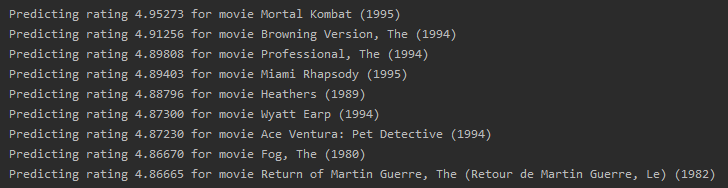 Predicting rating 4.95273 for movie Mortal Kombat (1995)
Predicting rating 4.91256 for movie Browning Version, The (1994)
Predicting rating 4.89808 for movie Professional, The (1994)
Predicting rating 4.89403 for movie Miami Rhapsody (1995)
Predicting rating 4.88796 for movie Heathers (1989)
Predicting rating 4.87300 for movie Wyatt Earp (1994)
Predicting rating 4.87230 for movie Ace Ventura: Pet Detective (1994)
Predicting rating 4.86670 for movie Fog, The (1980)
Predicting rating 4.86665 for movie Return of Martin Guerre, The (Retour de Martin Guerre, Le) (1982)